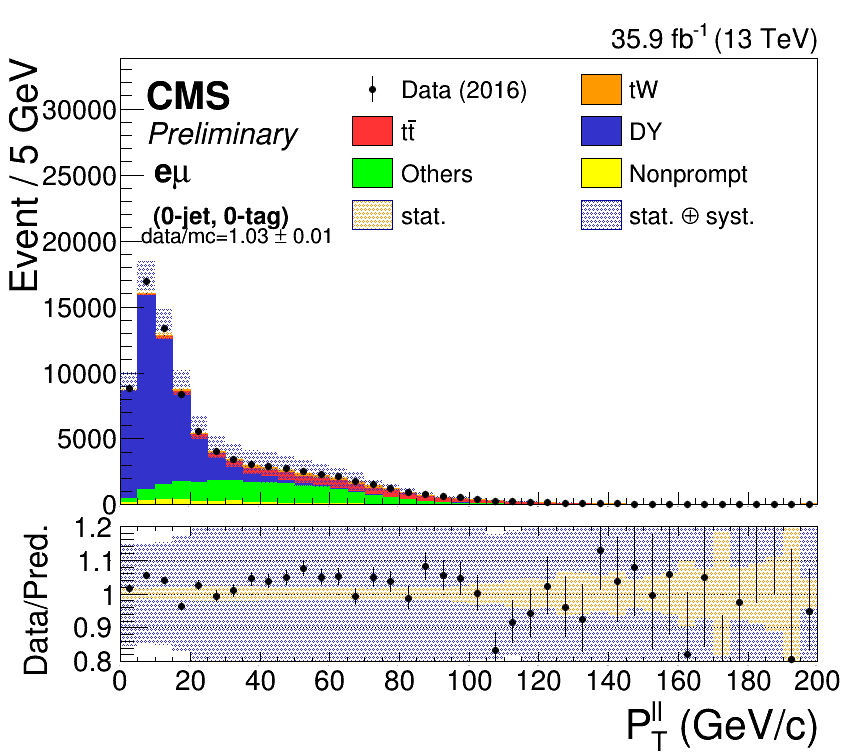 35.9 fb⁻¹ (13 TeV)
Event / 5 GeV
30000
25000
20000
15000
10000
5000
0
CMS
Preliminary
eμ
(0-jet, 0-tag)
data/mc=1.03 ± 0.01
Data (2016)
tW
tt̄
DY
Others
Nonprompt
stat.
stat. ⊕ syst.
Data/Pred.
1.2
1.1
1
0.9
0.8
0 20 40 60 80 100 120 140 160 180 200
P_T^ll (GeV/c)